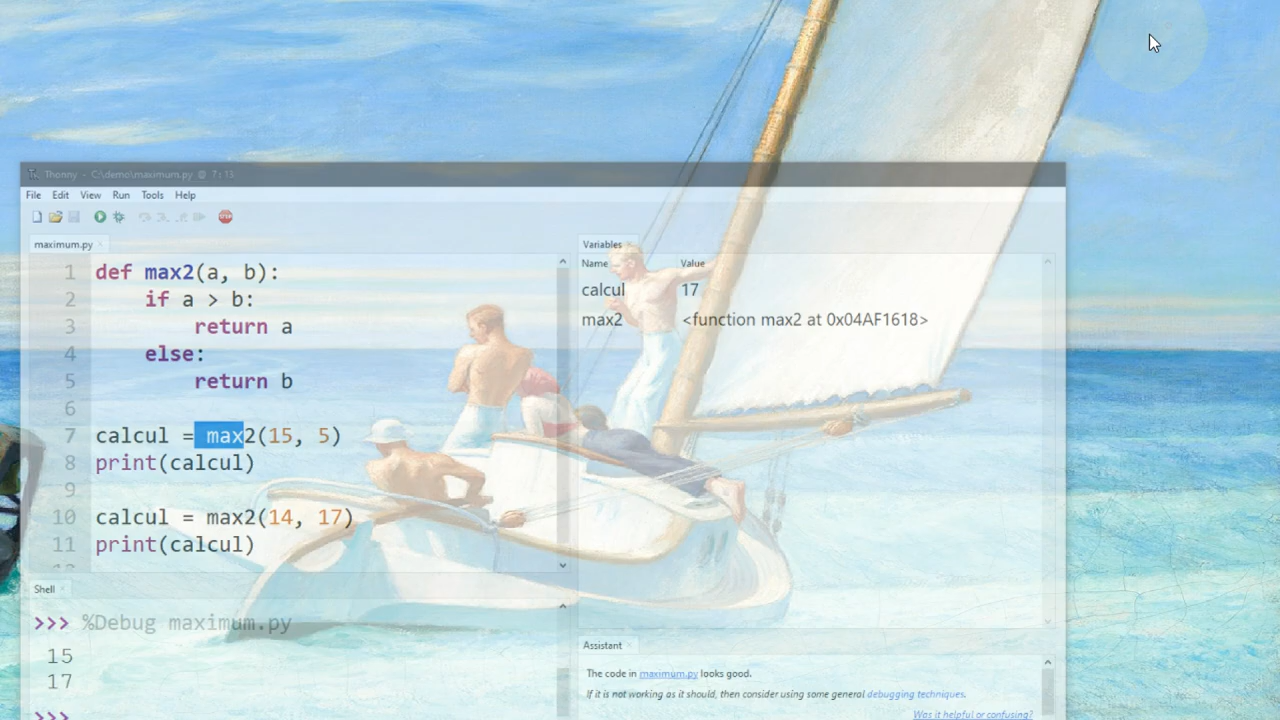 Thonny - C:\demo\maximum.py @ 7:13
File Edit View Run Tools Help
STOP
maximum.py ×
1 def max2(a, b):
2     if a > b:
3         return a
4     else:
5         return b
6
7 calcul = max2(15, 5)
8 print(calcul)
9
10 calcul = max2(14, 17)
11 print(calcul)
Variables ×
Name Value
calcul 17
max2 <function max2 at 0x04AF1618>
Shell ×
>>> %Debug maximum.py
15
17
>>>
Assistant ×
The code in maximum.py looks good.
If it is not working as it should, then consider using some general debugging techniques.
Was it helpful or confusing?